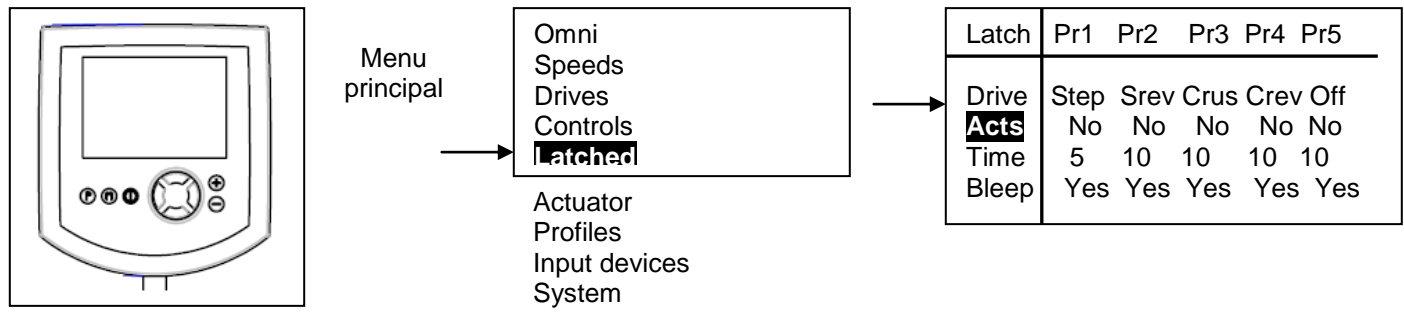 Menu
principal
Omni
Speeds
Drives
Controls
Latched
Actuator
Profiles
Input devices
System
Latch Pr1 Pr2 Pr3 Pr4 Pr5
Drive Step Srev Crus Crev Off
Acts No No No No No
Time 5 10 10 10 10
Bleep Yes Yes Yes Yes Yes